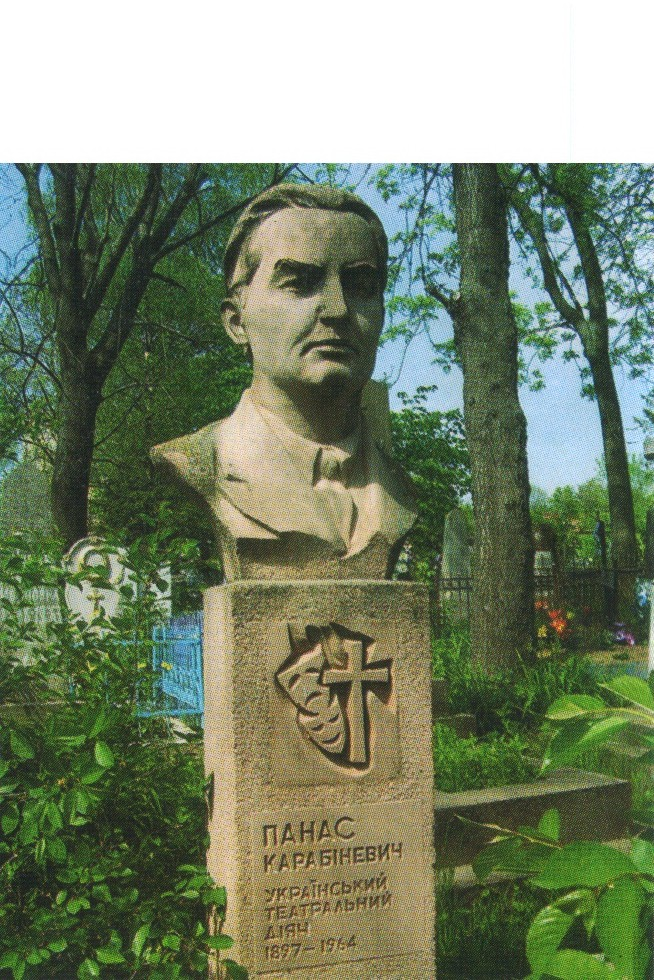 ПАНАС
КАРАБІНЕВИЧ
УКРАЇНСЬКИЙ
ТЕАТРАЛЬНИЙ
ДІЯЧ
1897–1964